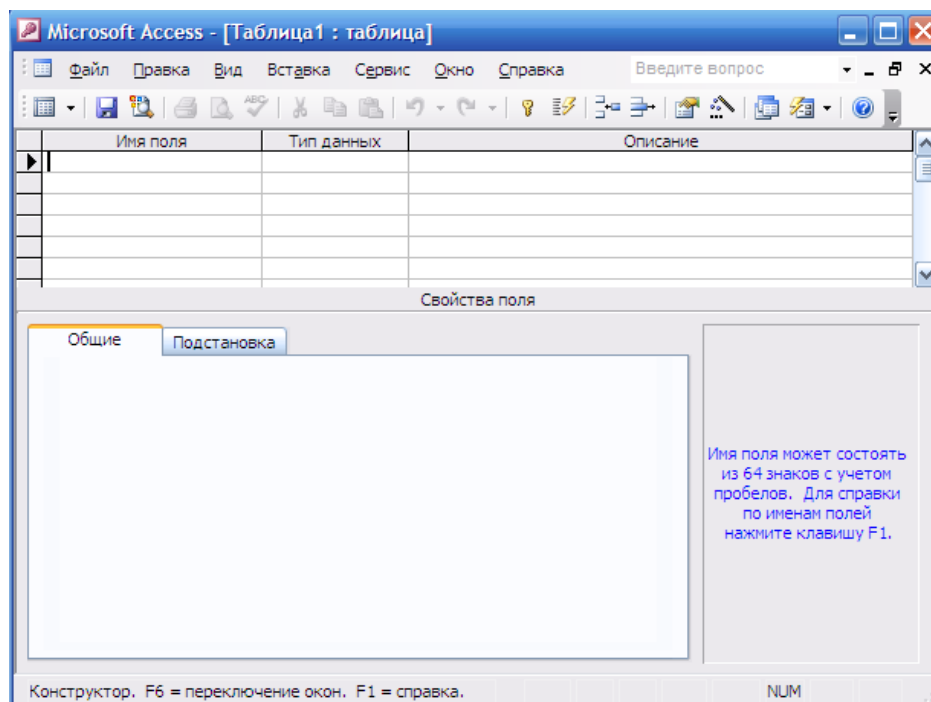 Microsoft Access - [Таблица1 : таблица]
Файл Правка Вид Вставка Сервис Окно Справка Введите вопрос
ABC
Имя поля Тип данных Описание
Свойства поля
Общие Подстановка
Имя поля может состоять
из 64 знаков с учетом
пробелов. Для справки
по именам полей
нажмите клавишу F1.
Конструктор. F6 = переключение окон. F1 = справка. NUM